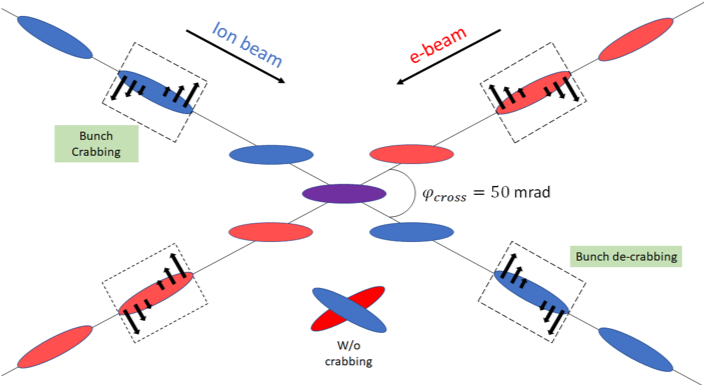 Ion beam
e-beam
Bunch
Crabbing
φcross = 50 mrad
Bunch de-crabbing
W/o
crabbing